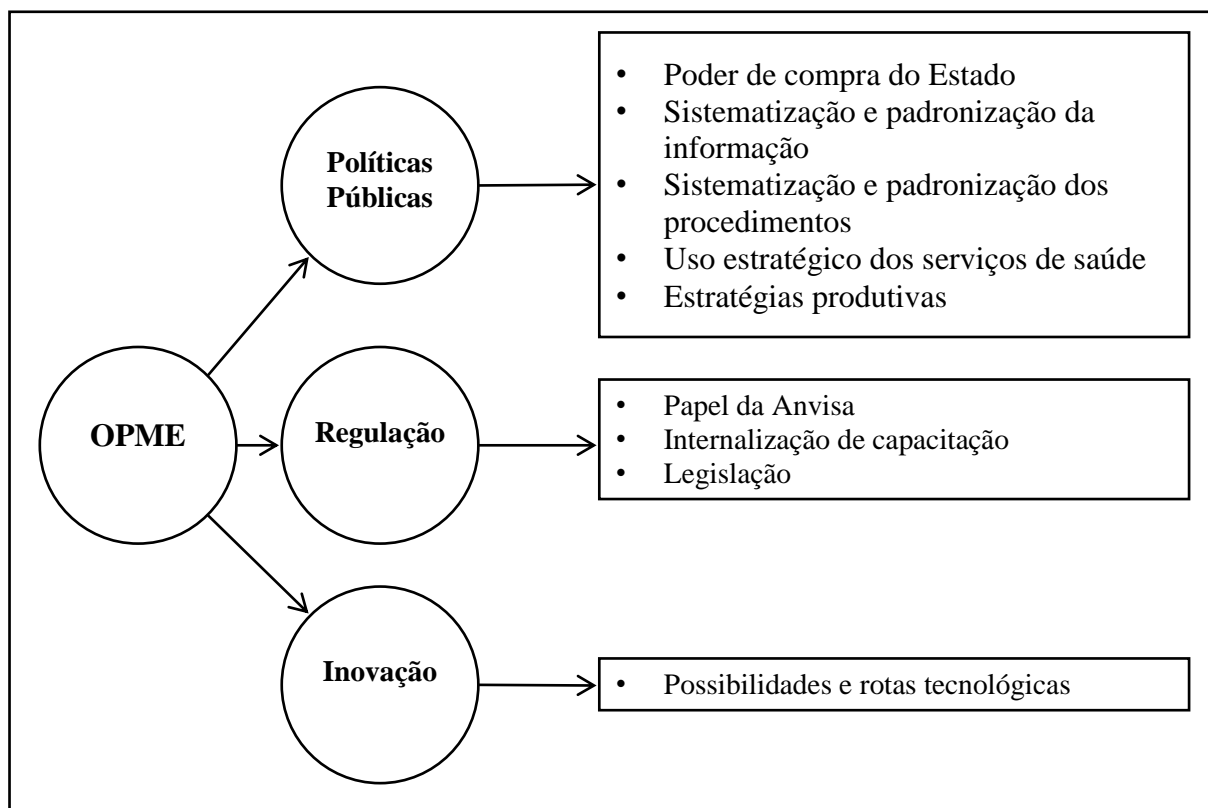 Políticas
Públicas
• Poder de compra do Estado
• Sistematização e padronização da
informação
• Sistematização e padronização dos
procedimentos
• Uso estratégico dos serviços de saúde
• Estratégias produtivas
OPME
Regulação
• Papel da Anvisa
• Internalização de capacitação
• Legislação
Inovação
• Possibilidades e rotas tecnológicas